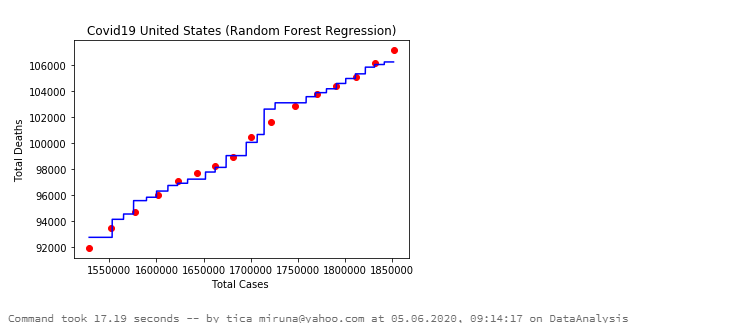 Covid19 United States (Random Forest Regression)
106000
104000
102000
100000
98000
96000
94000
92000
Total Deaths
1550000 1600000 1650000 1700000 1750000 1800000 1850000
Total Cases
Command took 17.19 seconds -- by tica_miruna@yahoo.com at 05.06.2020, 09:14:17 on DataAnalysis